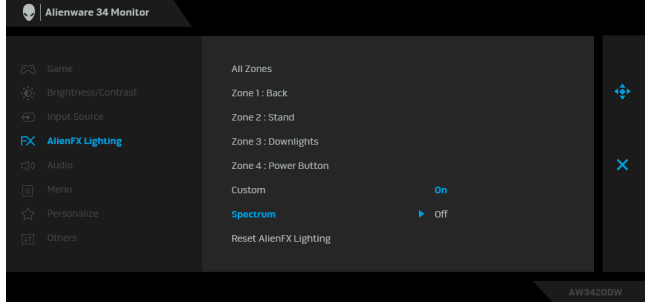 Alienware 34 Monitor
Game
Brightness/Contrast
Input Source
FX AlienFX Lighting
Audio
Menu
Personalize
Others
All Zones
Zone 1 : Back
Zone 2 : Stand
Zone 3 : Downlights
Zone 4 : Power Button
Custom On
Spectrum Off
Reset AlienFX Lighting
AW3420DW